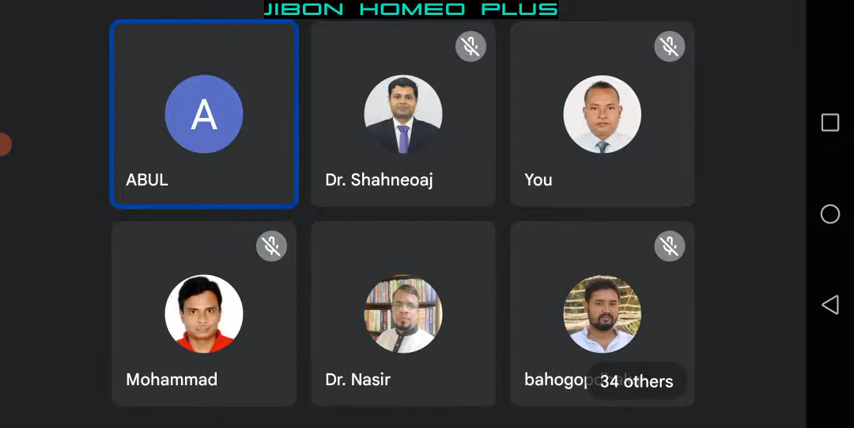 JIBON HOMEO PLUS
A
ABUL
Dr. Shahneoaj
You
Mohammad
Dr. Nasir
34 others